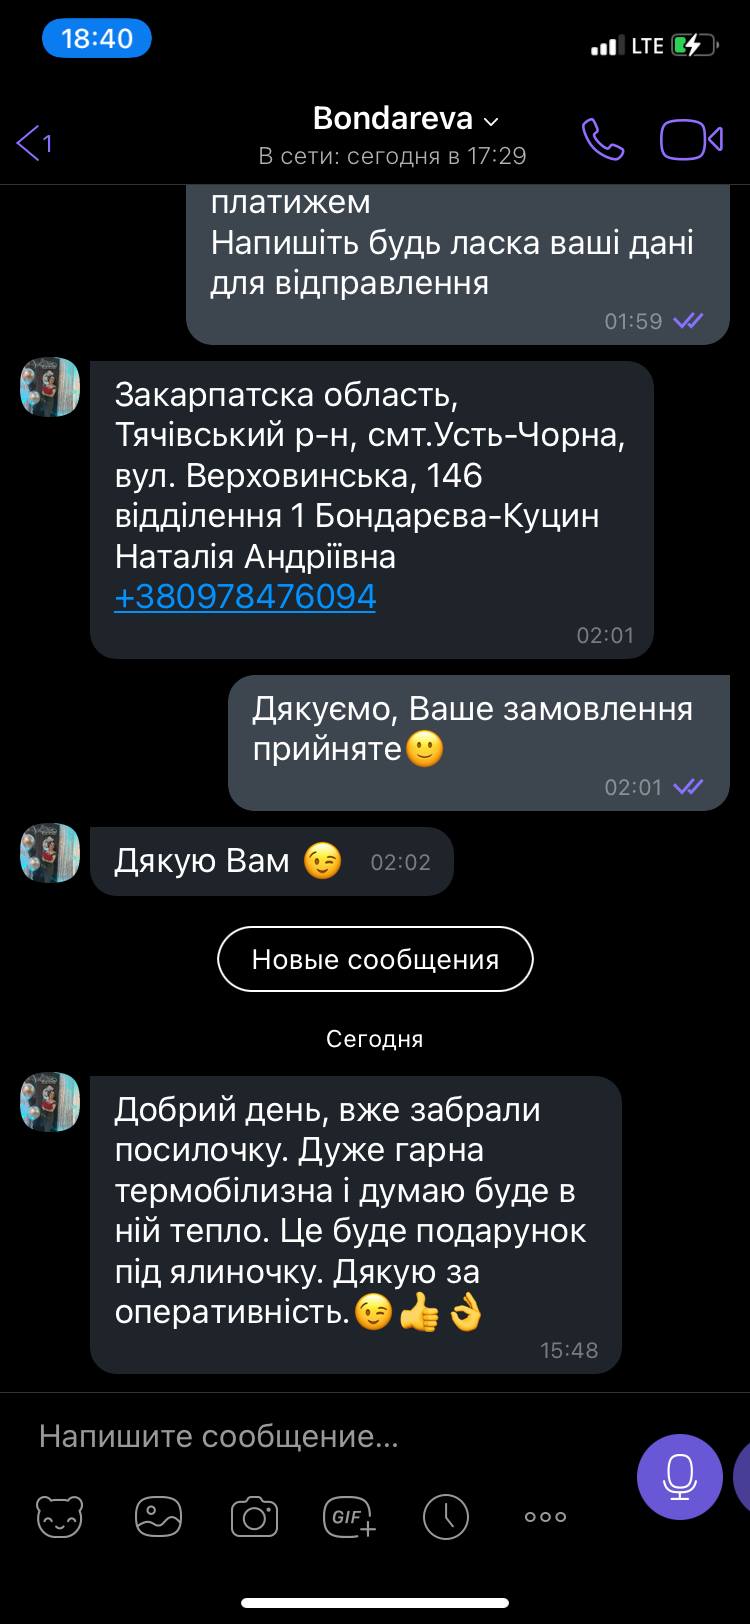 18:40
LTE
1
Bondareva
В сети: сегодня в 17:29
платижем
Напишіть будь ласка ваші дані
для відправлення
01:59
Закарпатска область,
Тячівський р-н, смт.Усть-Чорна,
вул. Верховинська, 146
відділення 1 Бондарєва-Куцин
Наталія Андріївна
+380978476094
02:01
Дякуємо, Ваше замовлення
прийняте🙂
02:01
Дякую Вам 😉 02:02
Новые сообщения
Сегодня
Добрий день, вже забрали
посилочку. Дуже гарна
термобілизна і думаю буде в
ній тепло. Це буде подарунок
під ялиночку. Дякую за
оперативність.😉👍👌
15:48
Напишите сообщение...
GIF